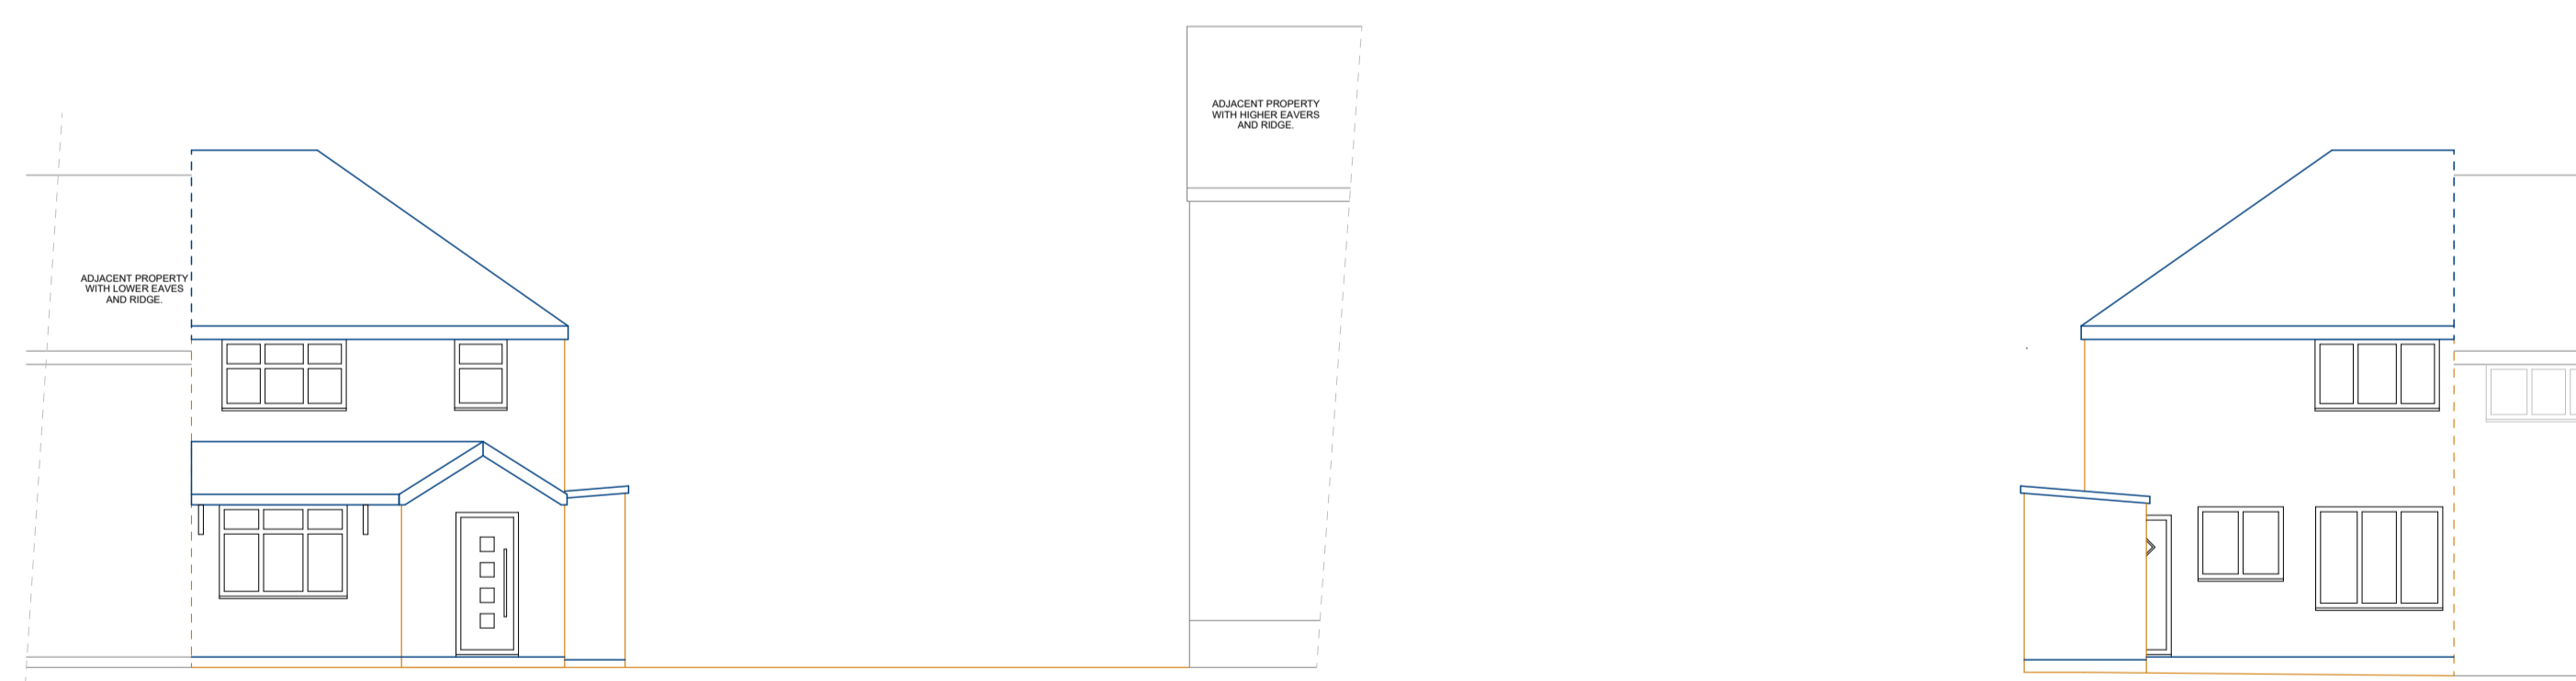 ADJACENT PROPERTY
WITH LOWER EAVES
AND RIDGE.
ADJACENT PROPERTY
WITH HIGHER EAVERS
AND RIDGE.